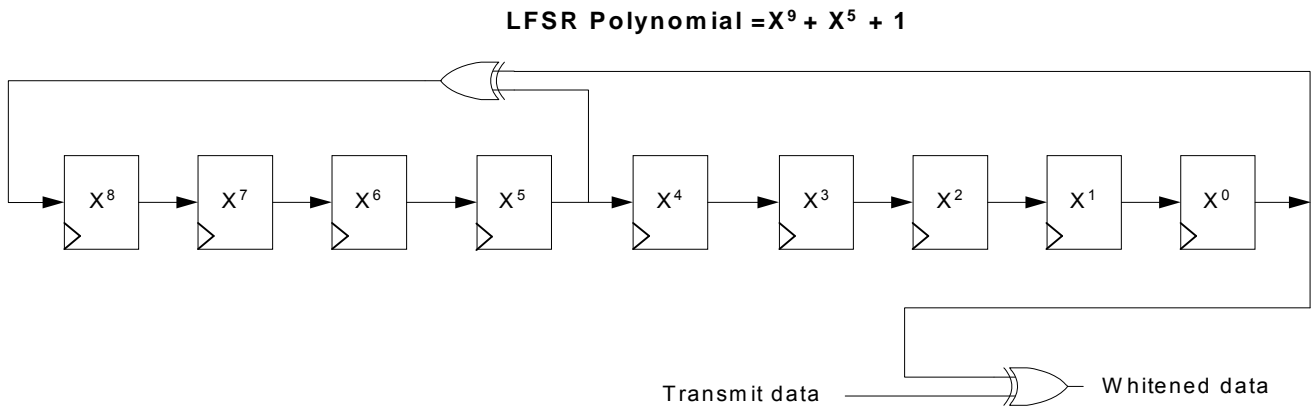 LFSR Polynomial =X⁹ + X⁵ + 1
X⁸ X⁷ X⁶ X⁵ X⁴ X³ X² X¹ X⁰
Transmit data
Whitened data